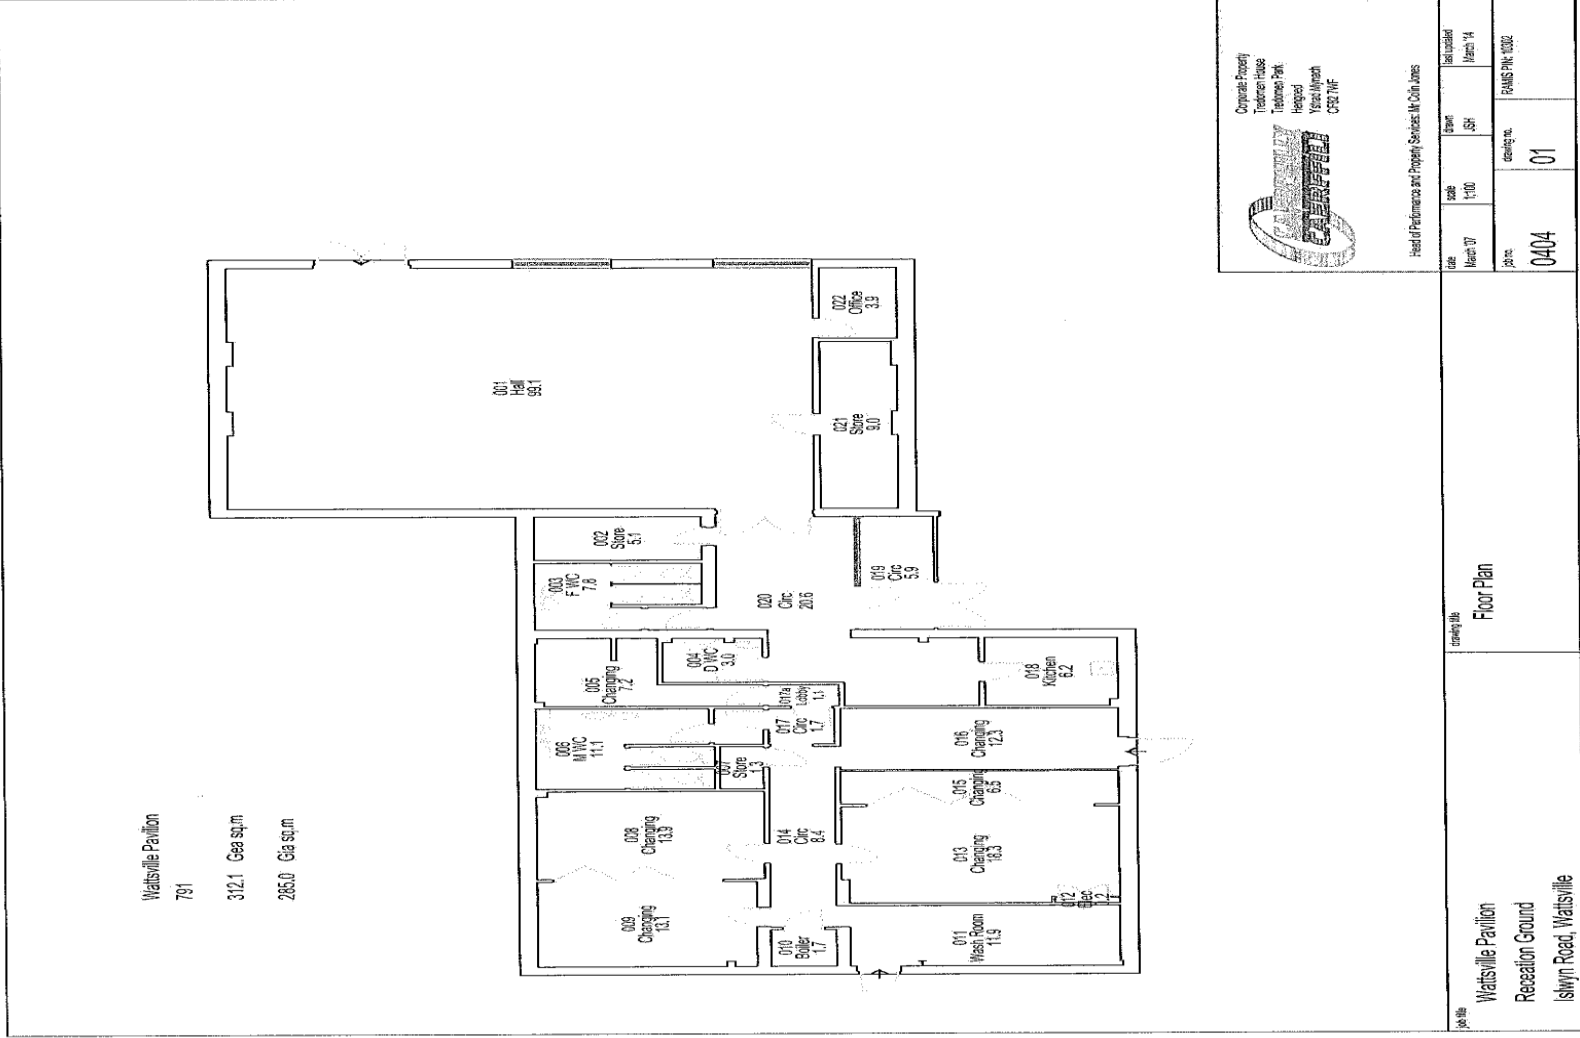 Wattsville Pavilion
791
312.1 Gea sq.m
285.0 Gia sq.m
001
Hall
99.1
002
Store
5.1
003
F WC
7.8
004
D WC
3.0
005
Changing
7.2
006
M WC
11.1
007
Store
1.3
008
Changing
13.9
009
Changing
13.1
010
Boiler
1.7
011
Wash Room
11.9
012
Elec
013
Changing
18.3
014
Circ
8.4
015
Changing
6.5
016
Changing
12.3
017
Circ
1.7
017a
Lobby
1.1
018
Kitchen
6.2
019
Circ
5.9
020
Circ.
20.6
021
Store
9.0
022
Office
3.9
CAERPHILLY
CAERFFILI
Corporate Property
Tredomen House
Tredomen Park
Hengoed
Ystrad Mynach
CF82 7WF
Head of Performance and Property Services: Mr Colin Jones
date
March '07
scale
1;100
drawn
JSH
last updated
March '14
job no.
0404
drawing no.
01
RAMIS PIN: 10302
drawing title
Floor Plan
job title
Wattsville Pavilion
Receation Ground
Islwyn Road, Wattsville